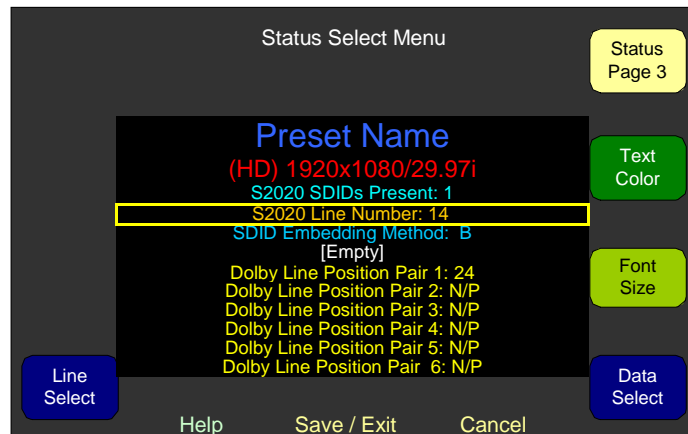 Status Select Menu
Status
Page 3
Preset Name
(HD) 1920x1080/29.97i
Text
Color
S2020 SDIDs Present: 1
S2020 Line Number: 14
SDID Embedding Method:  B
[Empty]
Font
Size
Dolby Line Position Pair 1: 24
Dolby Line Position Pair 2: N/P
Dolby Line Position Pair 3: N/P
Dolby Line Position Pair 4: N/P
Dolby Line Position Pair 5: N/P
Dolby Line Position Pair  6: N/P
Line
Select
Data
Select
Help
Save / Exit
Cancel